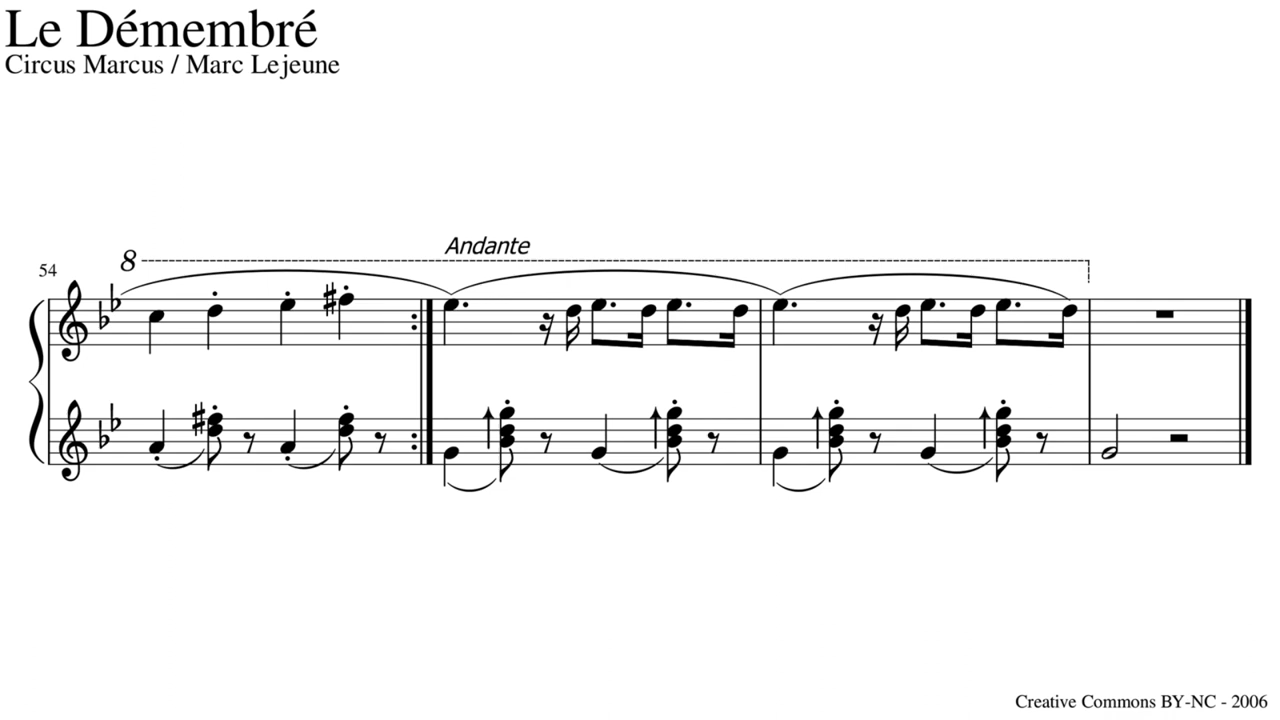 Le Démembré
Circus Marcus / Marc Lejeune
8
Andante
54
Creative Commons BY-NC - 2006